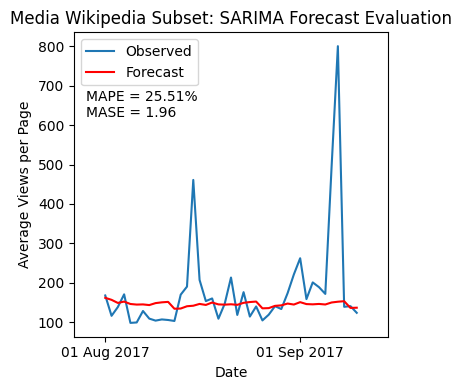 Media Wikipedia Subset: SARIMA Forecast Evaluation
Observed
Forecast
MAPE = 25.51%
MASE = 1.96
Average Views per Page
800
700
600
500
400
300
200
100
01 Aug 2017
01 Sep 2017
Date